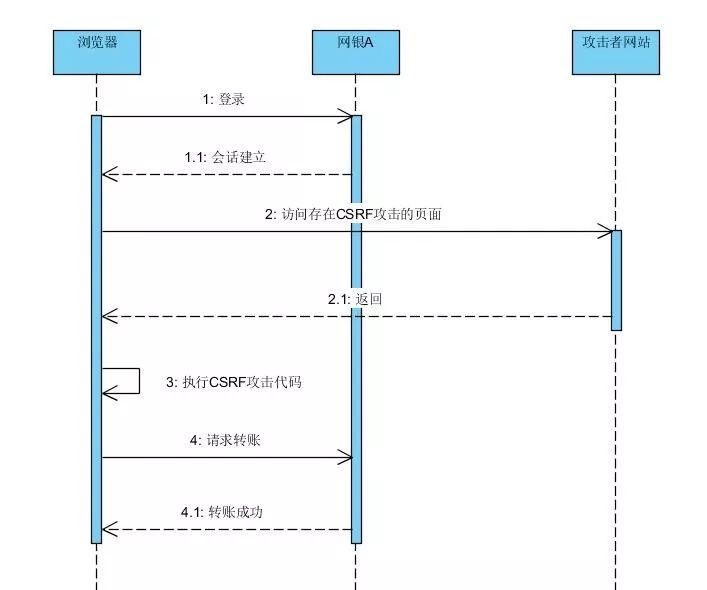 浏览器
网银A
攻击者网站
1: 登录
1.1: 会话建立
2: 访问存在CSRF攻击的页面
2.1: 返回
3: 执行CSRF攻击代码
4: 请求转账
4.1: 转账成功